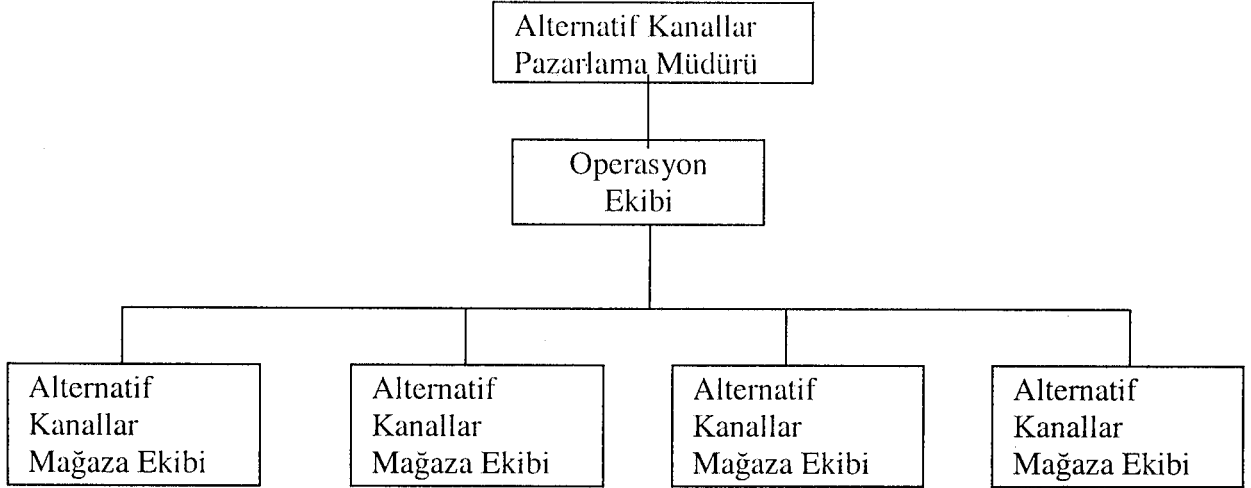 Alternatif Kanallar
Pazarlama Müdürü
Operasyon
Ekibi
Alternatif
Kanallar
Mağaza Ekibi
Alternatif
Kanallar
Mağaza Ekibi
Alternatif
Kanallar
Mağaza Ekibi
Alternatif
Kanallar
Mağaza Ekibi